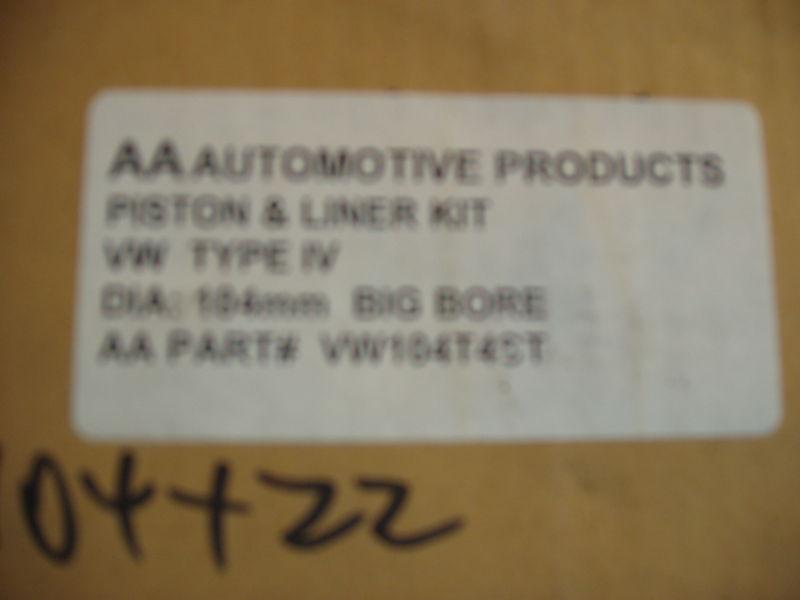 AA AUTOMOTIVE PRODUCTS
PISTON & LINER KIT
VW TYPE IV
DIA: 104mm BIG BORE
AA PART# VW104T4ST
104+22